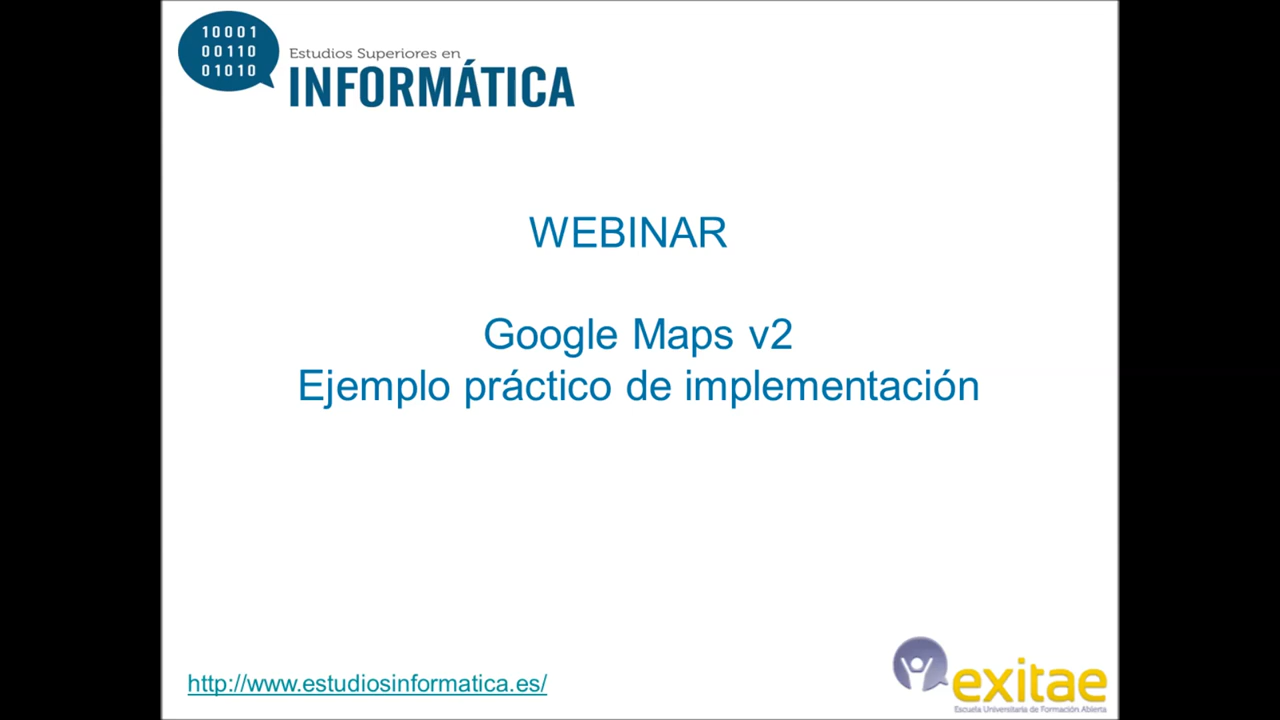 10001
00110
01010
Estudios Superiores en
INFORMÁTICA
WEBINAR
Google Maps v2
Ejemplo práctico de implementación
http://www.estudiosinformatica.es/
exitae
Escuela Universitaria de Formación Abierta